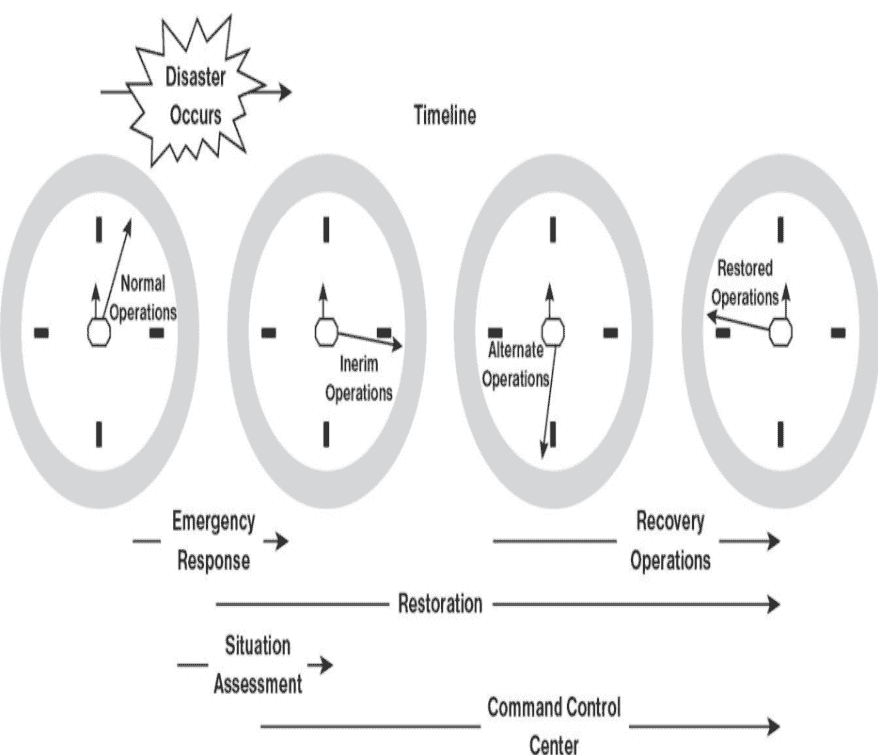 Disaster
Occurs
Timeline
Normal
Operations
Inerim
Operations
Alternate
Operations
Restored
Operations
Emergency
Response
Recovery
Operations
Restoration
Situation
Assessment
Command Control
Center